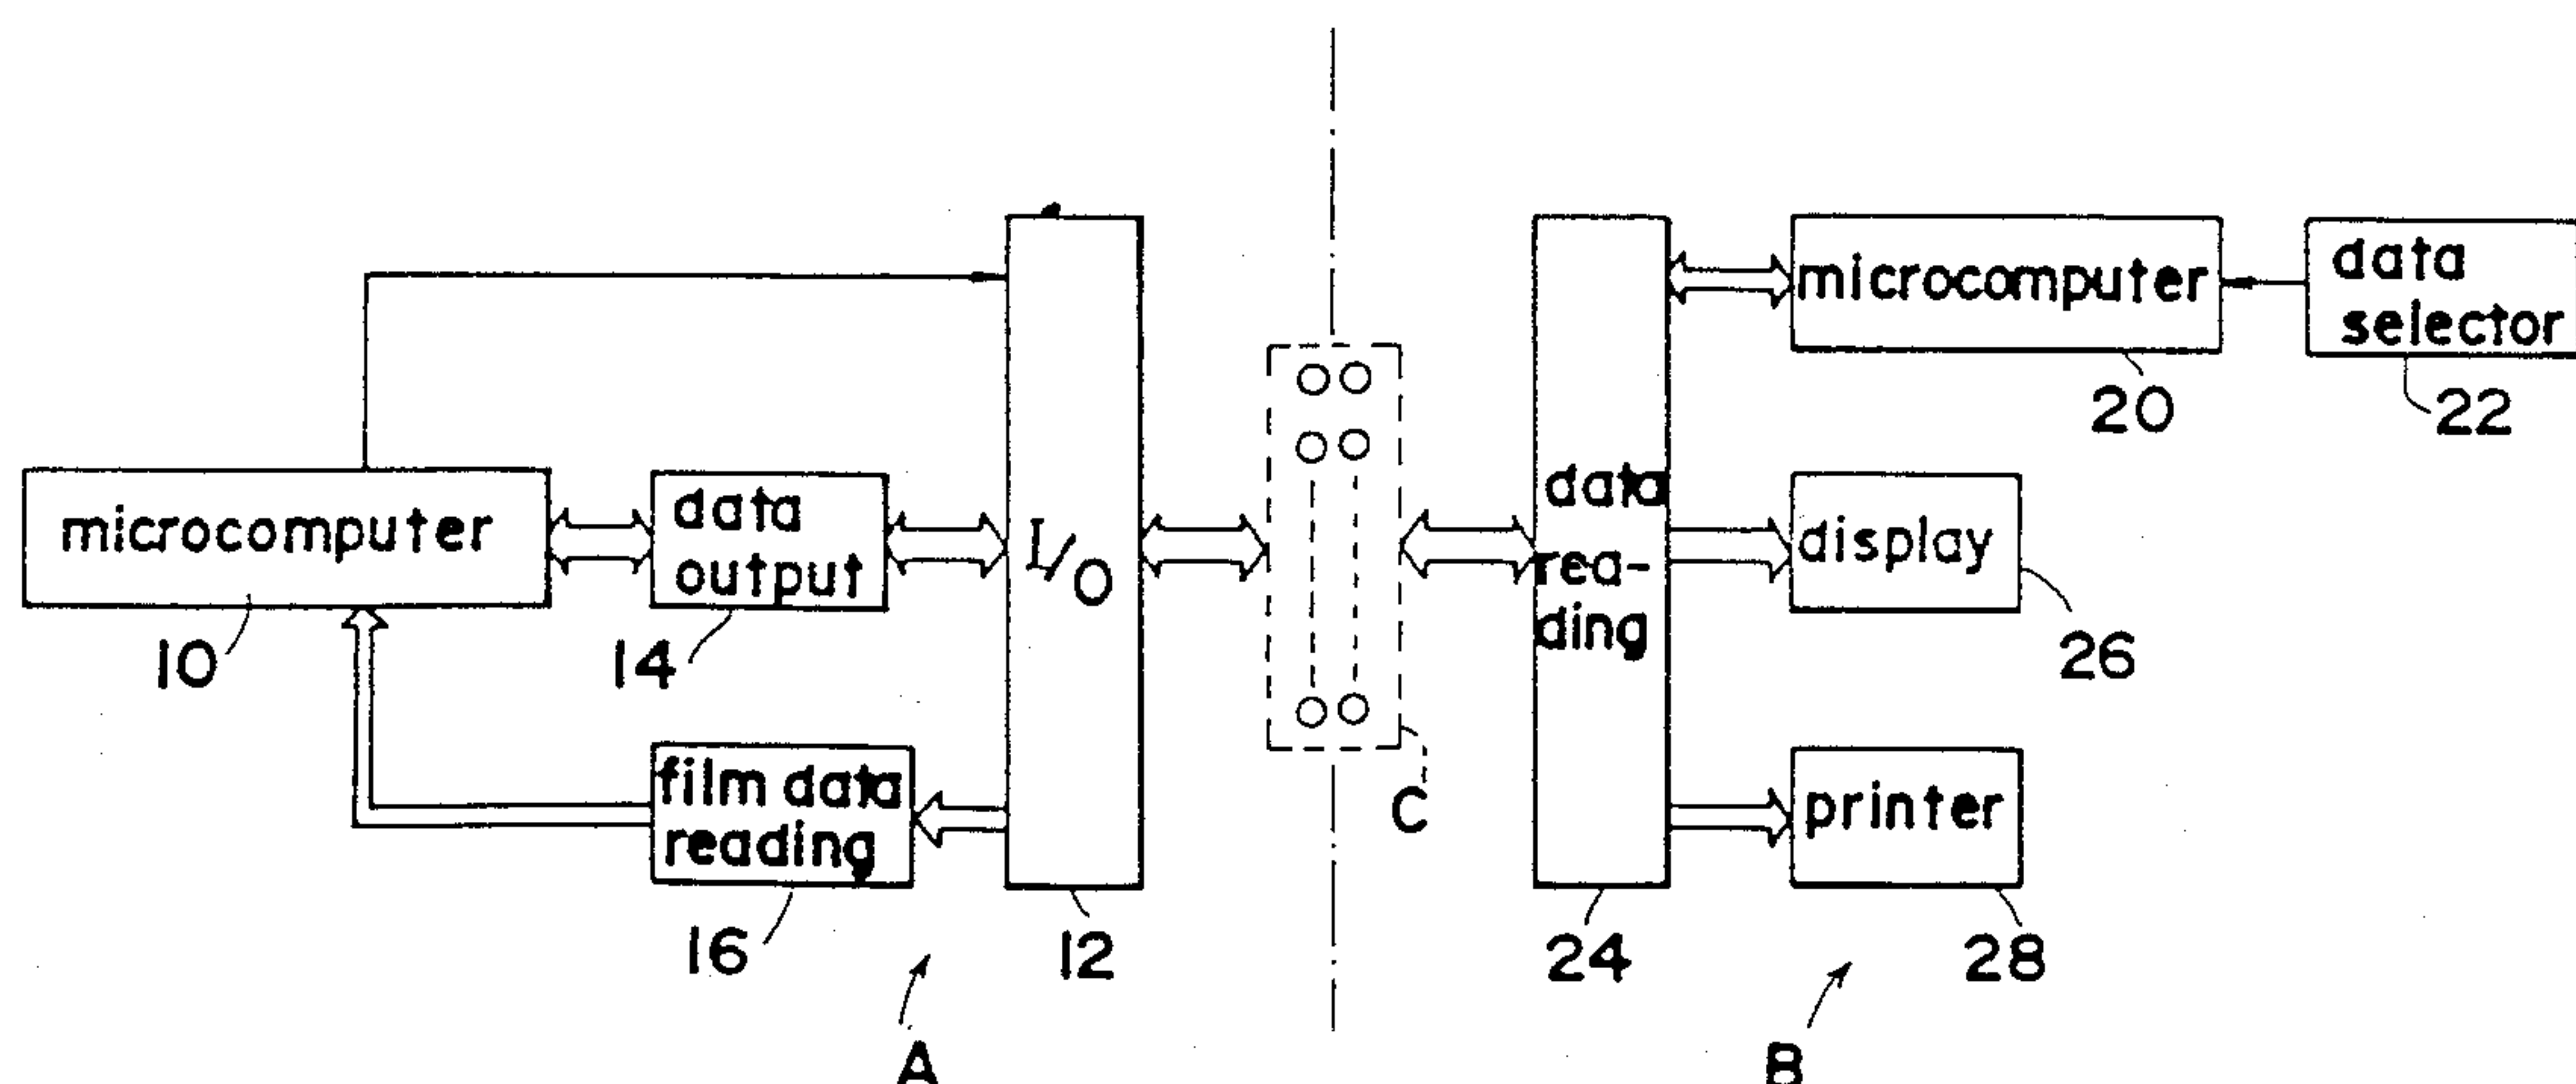 microcomputer
10
data
output
14
film data
reading
16
I/O
12
A
C
data
rea-
ding
24
microcomputer
20
data
selector
22
display
26
printer
28
B